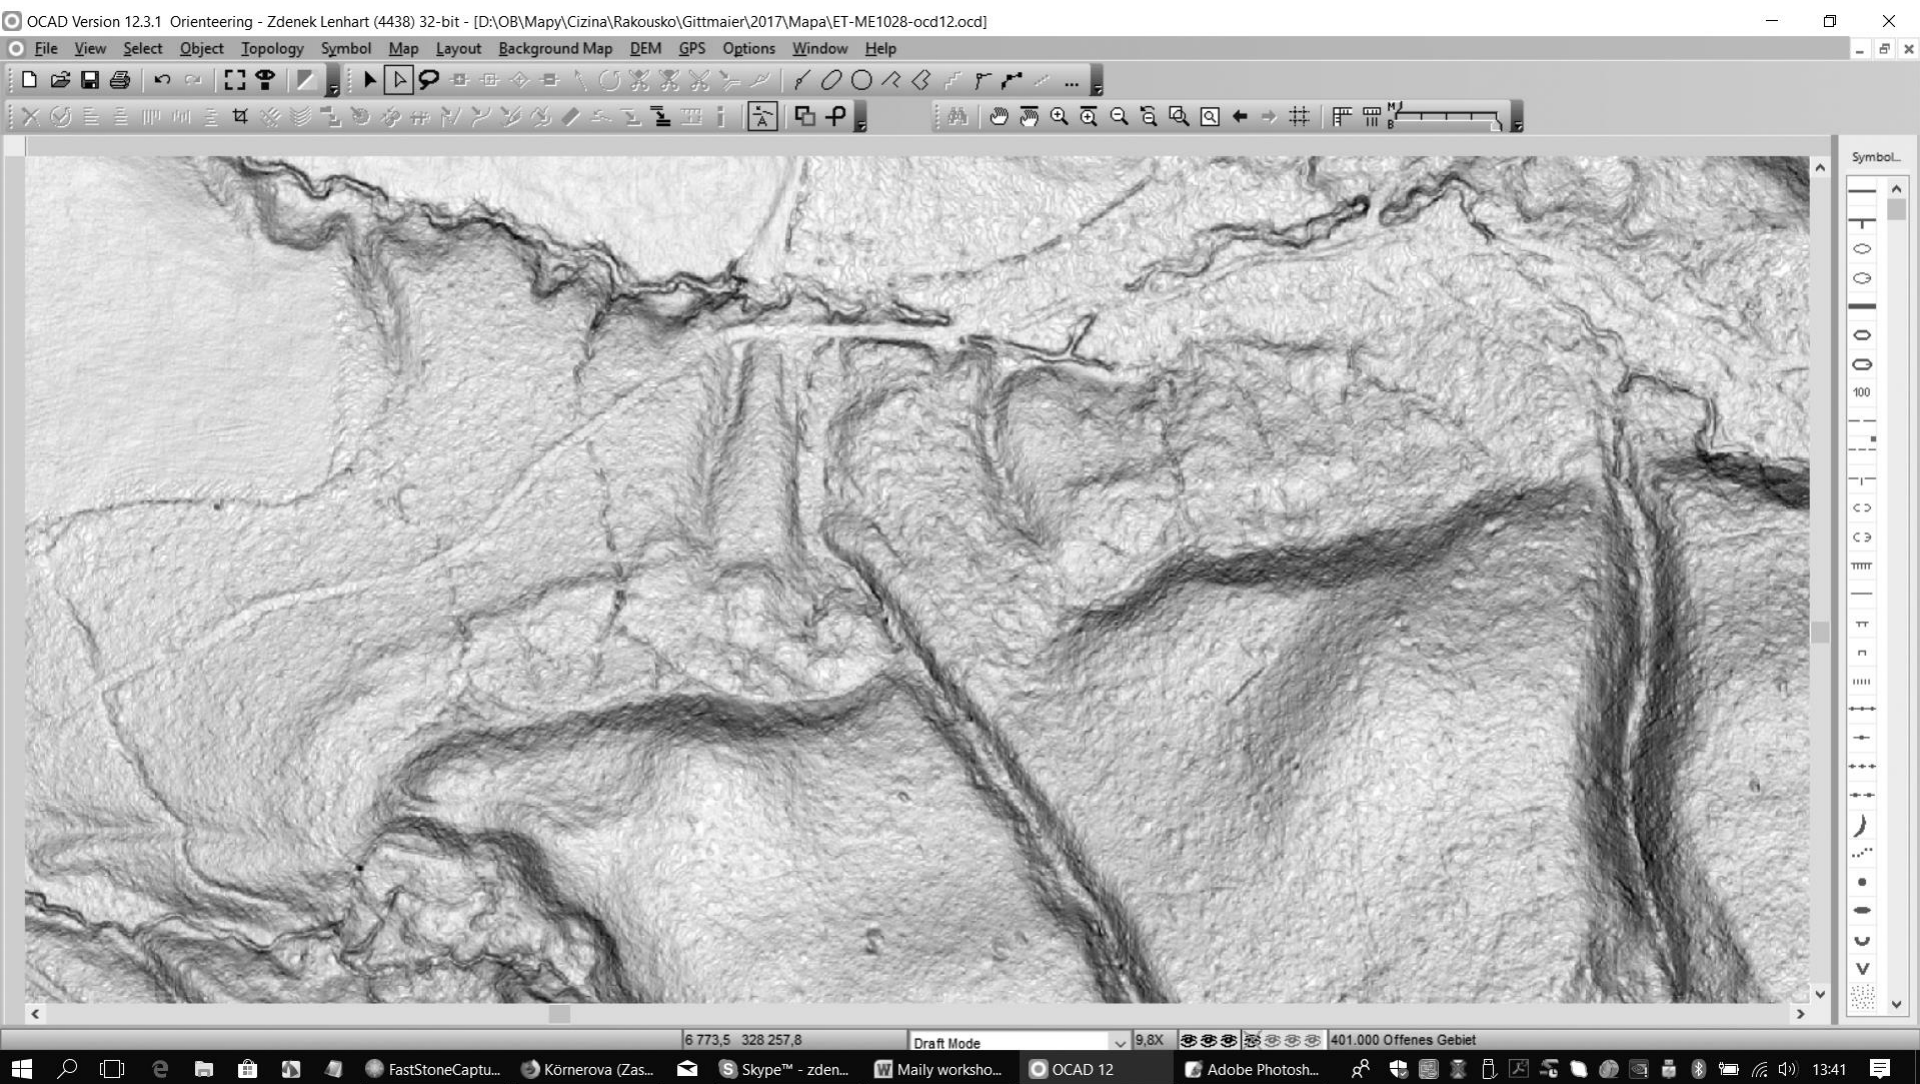 OCAD Version 12.3.1 Orienteering - Zdenek Lenhart (4438) 32-bit - [D:\OB\Mapy\Cizina\Rakousko\Gittmaier\2017\Mapa\ET-ME1028-ocd12.ocd]
File View Select Object Topology Symbol Map Layout Background Map DEM GPS Options Window Help
M
B
Symbol...
100
6 773,5 328 257,8 Draft Mode 9,8X 401.000 Offenes Gebiet
FastStoneCaptu... Körnerova (Zas... Skype™ - zden... Maily worksho... OCAD 12 Adobe Photosh... 13:41